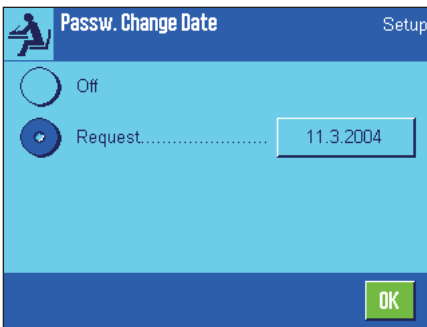 Passw. Change Date Setup
Off
Request........................ 11.3.2004
OK